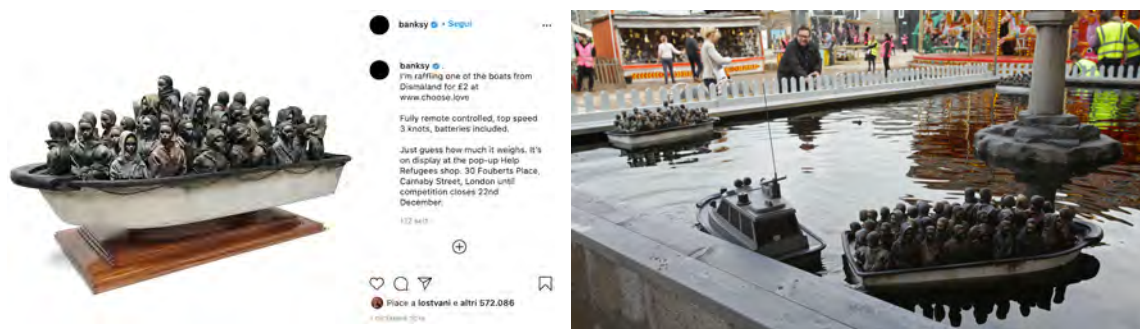 banksy • Segui
banksy .
I'm raffling one of the boats from
Dismaland for £2 at
www.choose.love
Fully remote controlled, top speed
3 knots, batteries included.
Just guess how much it weighs. It's
on display at the pop-up Help
Refugees shop. 30 Fouberts Place,
Carnaby Street, London until
competition closes 22nd
December.
Piace a lostvani e altri 572.086